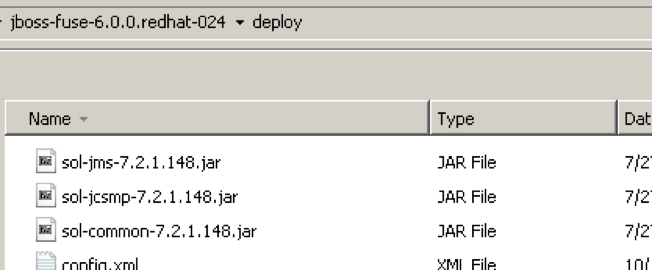 jboss-fuse-6.0.0.redhat-024 deploy
Name Type Dat
sol-jms-7.2.1.148.jar JAR File 7/2
sol-jcsmp-7.2.1.148.jar JAR File 7/2
sol-common-7.2.1.148.jar JAR File 7/2
config.xml XML File 10/